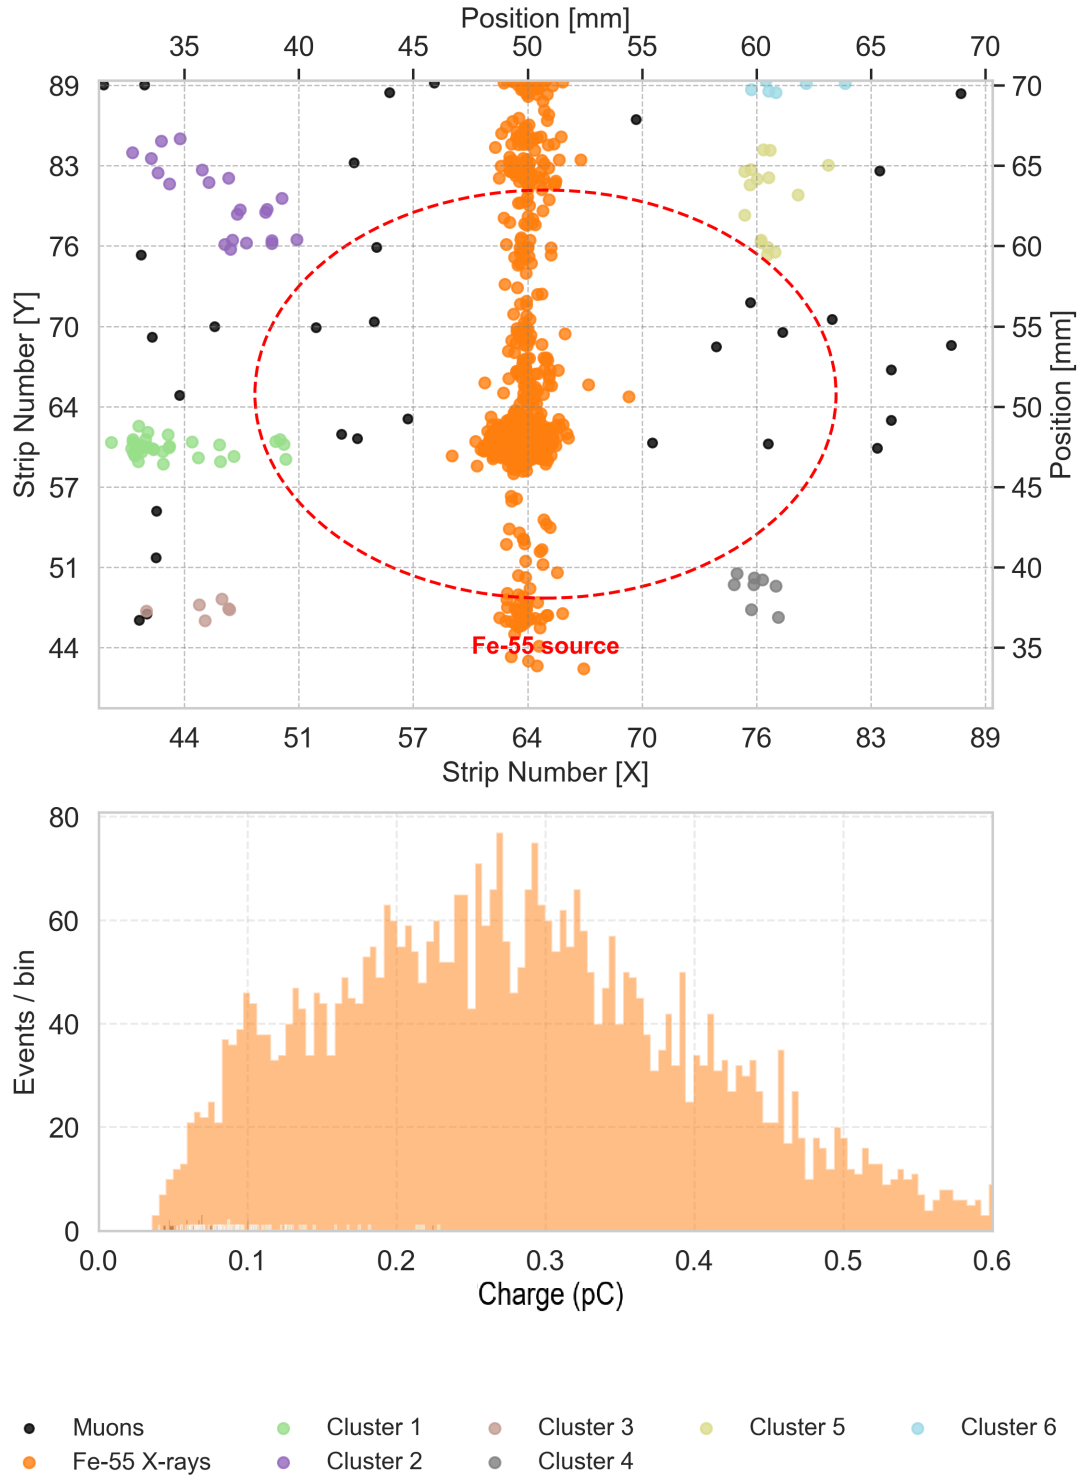 Position [mm]
35 40 45 50 55 60 65 70
89 70
83 65
76 60
70 55
64 50
57 45
51 40
44 35
Strip Number [Y]
Position [mm]
Fe-55 source
44 51 57 64 70 76 83 89
Strip Number [X]
80
60
40
20
0
Events / bin
0.0 0.1 0.2 0.3 0.4 0.5 0.6
Charge (pC)
Muons Cluster 1 Cluster 3 Cluster 5 Cluster 6
Fe-55 X-rays Cluster 2 Cluster 4